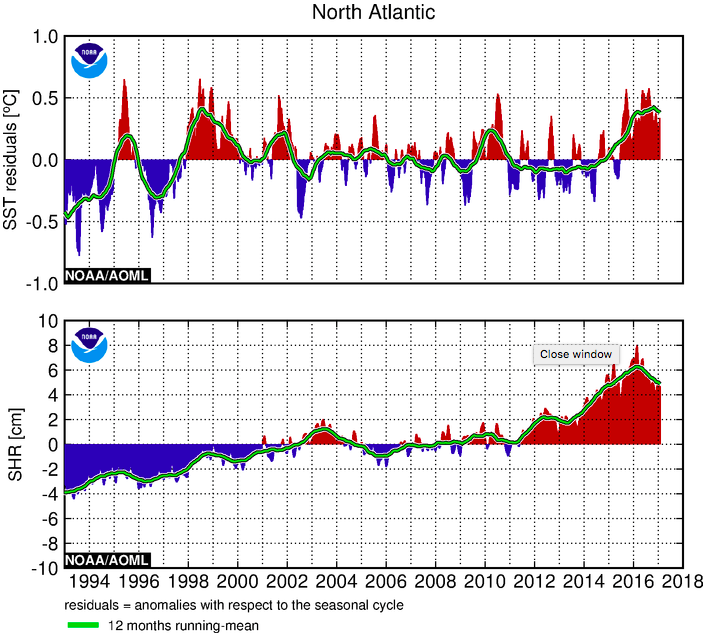 North Atlantic
1.0
NOAA
0.5
0.0
-0.5
-1.0
SST residuals [ºC]
NOAA/AOML
10
NOAA
8
6
4
2
0
-2
-4
-6
-8
-10
SHR [cm]
Close window
NOAA/AOML
1994 1996 1998 2000 2002 2004 2006 2008 2010 2012 2014 2016 2018
residuals = anomalies with respect to the seasonal cycle
12 months running-mean